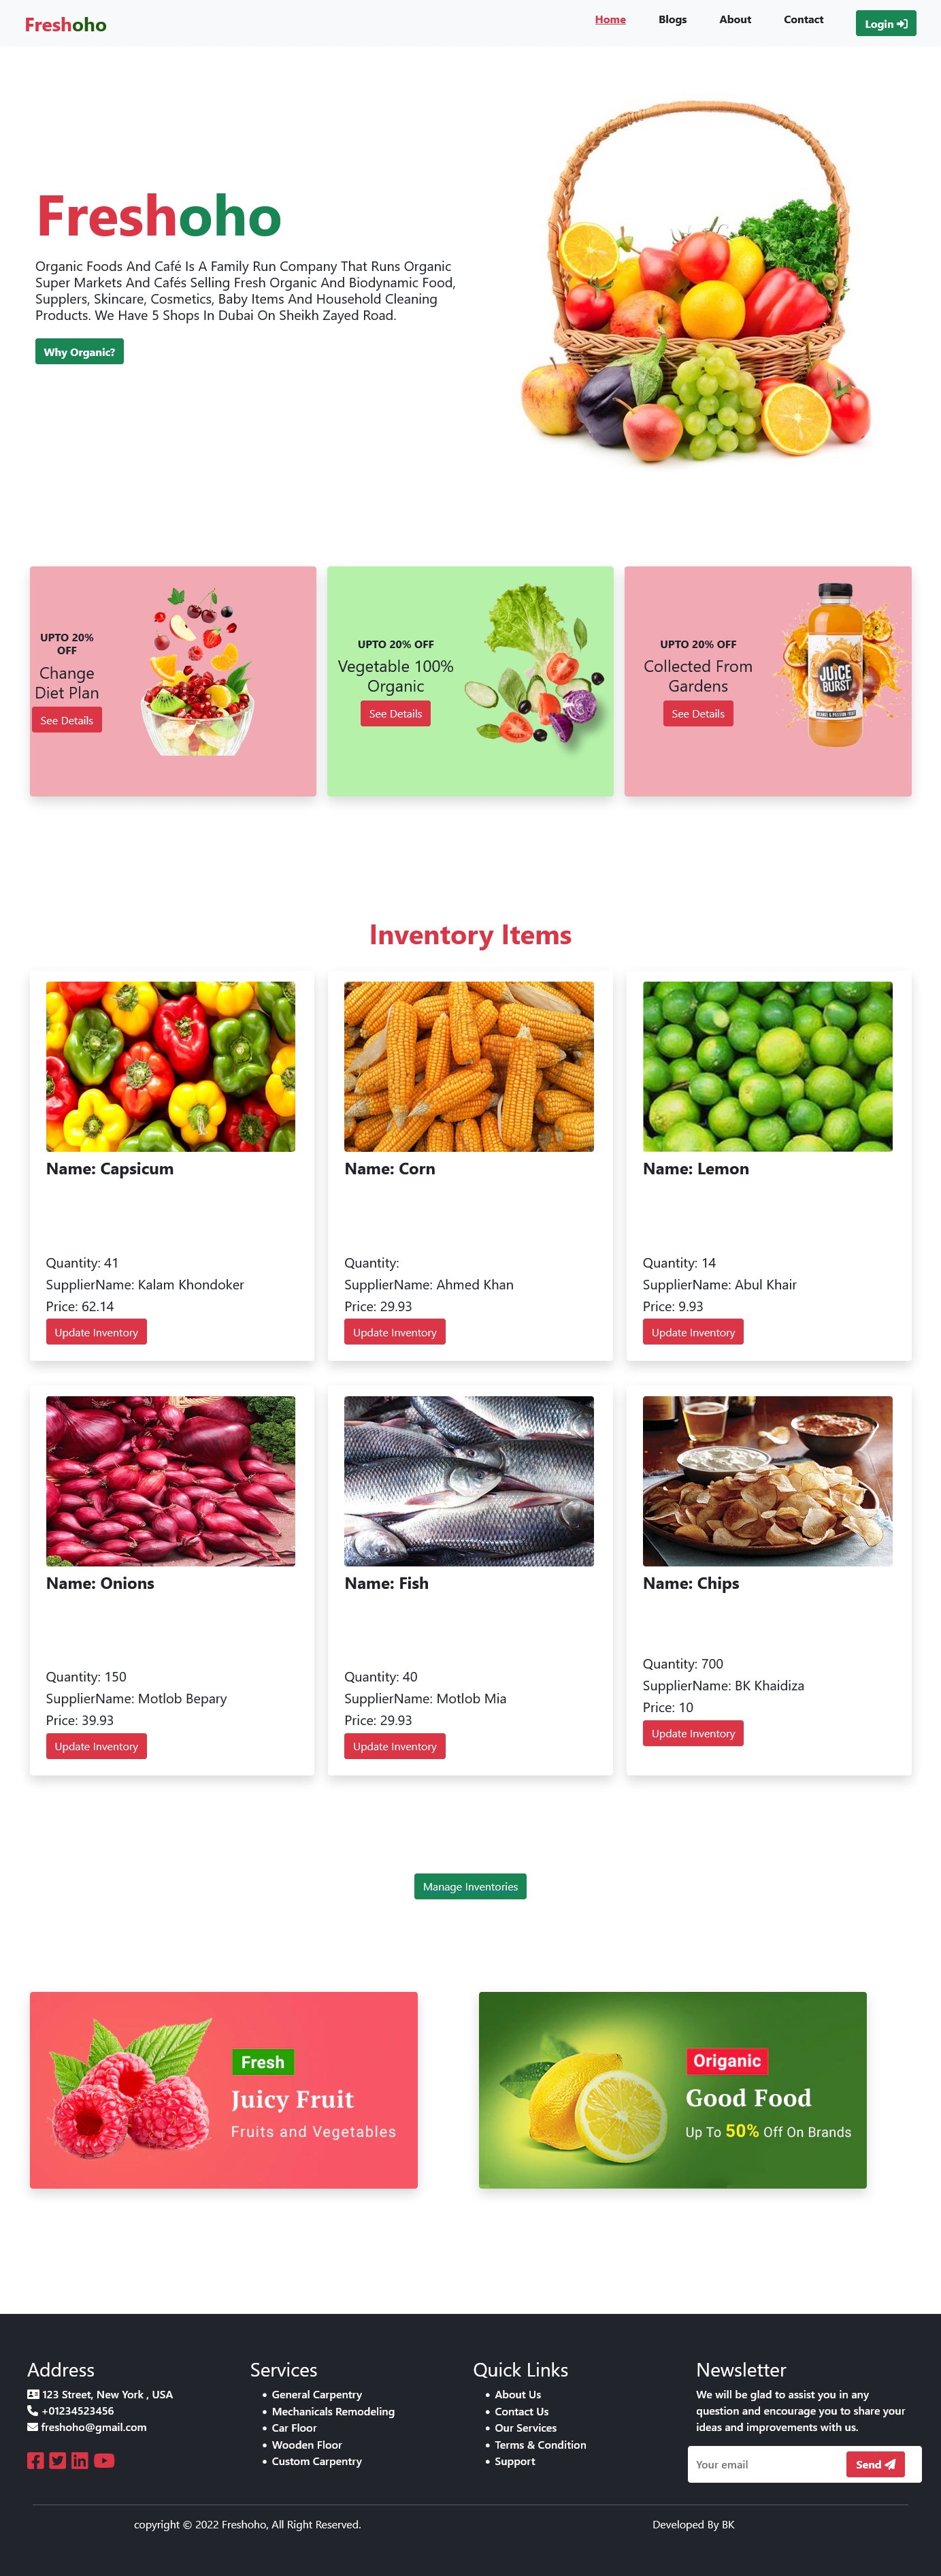 Freshoho
Home
Blogs
About
Contact
Login
Freshoho
Organic Foods And Café Is A Family Run Company That Runs Organic
Super Markets And Cafés Selling Fresh Organic And Biodynamic Food,
Supplers, Skincare, Cosmetics, Baby Items And Household Cleaning
Products. We Have 5 Shops In Dubai On Sheikh Zayed Road.
Why Organic?
UPTO 20%
OFF
Change
Diet Plan
See Details
UPTO 20% OFF
Vegetable 100%
Organic
See Details
UPTO 20% OFF
Collected From
Gardens
See Details
JUICE
BURST
Inventory Items
Name: Capsicum
Quantity: 41
SupplierName: Kalam Khondoker
Price: 62.14
Update Inventory
Name: Corn
Quantity:
SupplierName: Ahmed Khan
Price: 29.93
Update Inventory
Name: Lemon
Quantity: 14
SupplierName: Abul Khair
Price: 9.93
Update Inventory
Name: Onions
Quantity: 150
SupplierName: Motlob Bepary
Price: 39.93
Update Inventory
Name: Fish
Quantity: 40
SupplierName: Motlob Mia
Price: 29.93
Update Inventory
Name: Chips
Quantity: 700
SupplierName: BK Khaidiza
Price: 10
Update Inventory
Manage Inventories
Fresh
Juicy Fruit
Fruits and Vegetables
Origanic
Good Food
Up To 50% Off On Brands
Address
123 Street, New York , USA
+01234523456
freshoho@gmail.com
Services
General Carpentry
Mechanicals Remodeling
Car Floor
Wooden Floor
Custom Carpentry
Quick Links
About Us
Contact Us
Our Services
Terms & Condition
Support
Newsletter
We will be glad to assist you in any
question and encourage you to share your
ideas and improvements with us.
Your email
Send
copyright © 2022 Freshoho, All Right Reserved.
Developed By BK